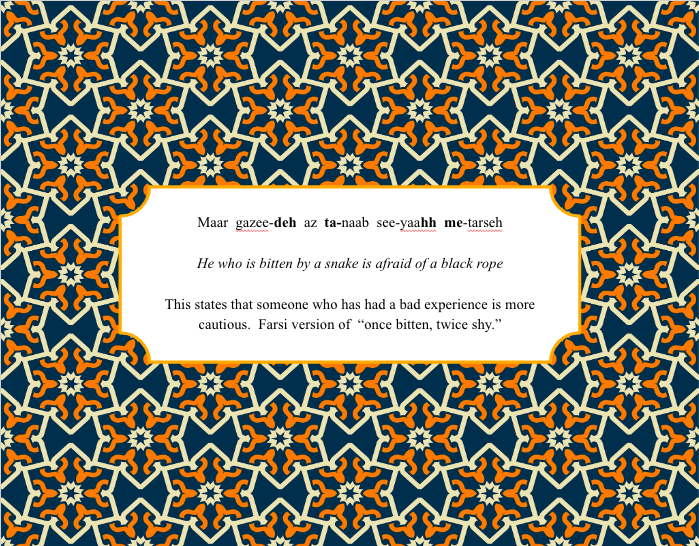 Maar gazee-deh az ta-naab see-yaahh me-tarseh
He who is bitten by a snake is afraid of a black rope
This states that someone who has had a bad experience is more
cautious. Farsi version of “once bitten, twice shy.”